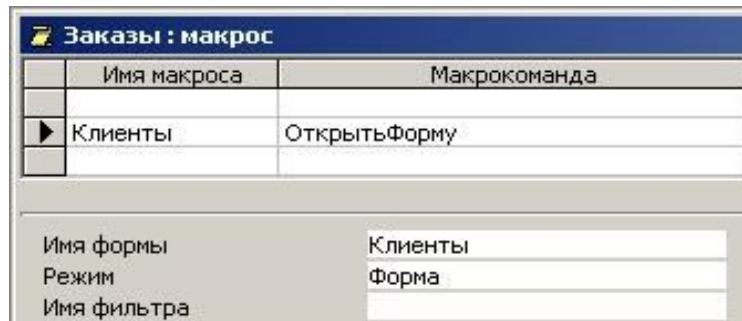 Заказы : макрос
Имя макроса Макрокоманда
Клиенты ОткрытьФорму
Имя формы Клиенты
Режим Форма
Имя фильтра